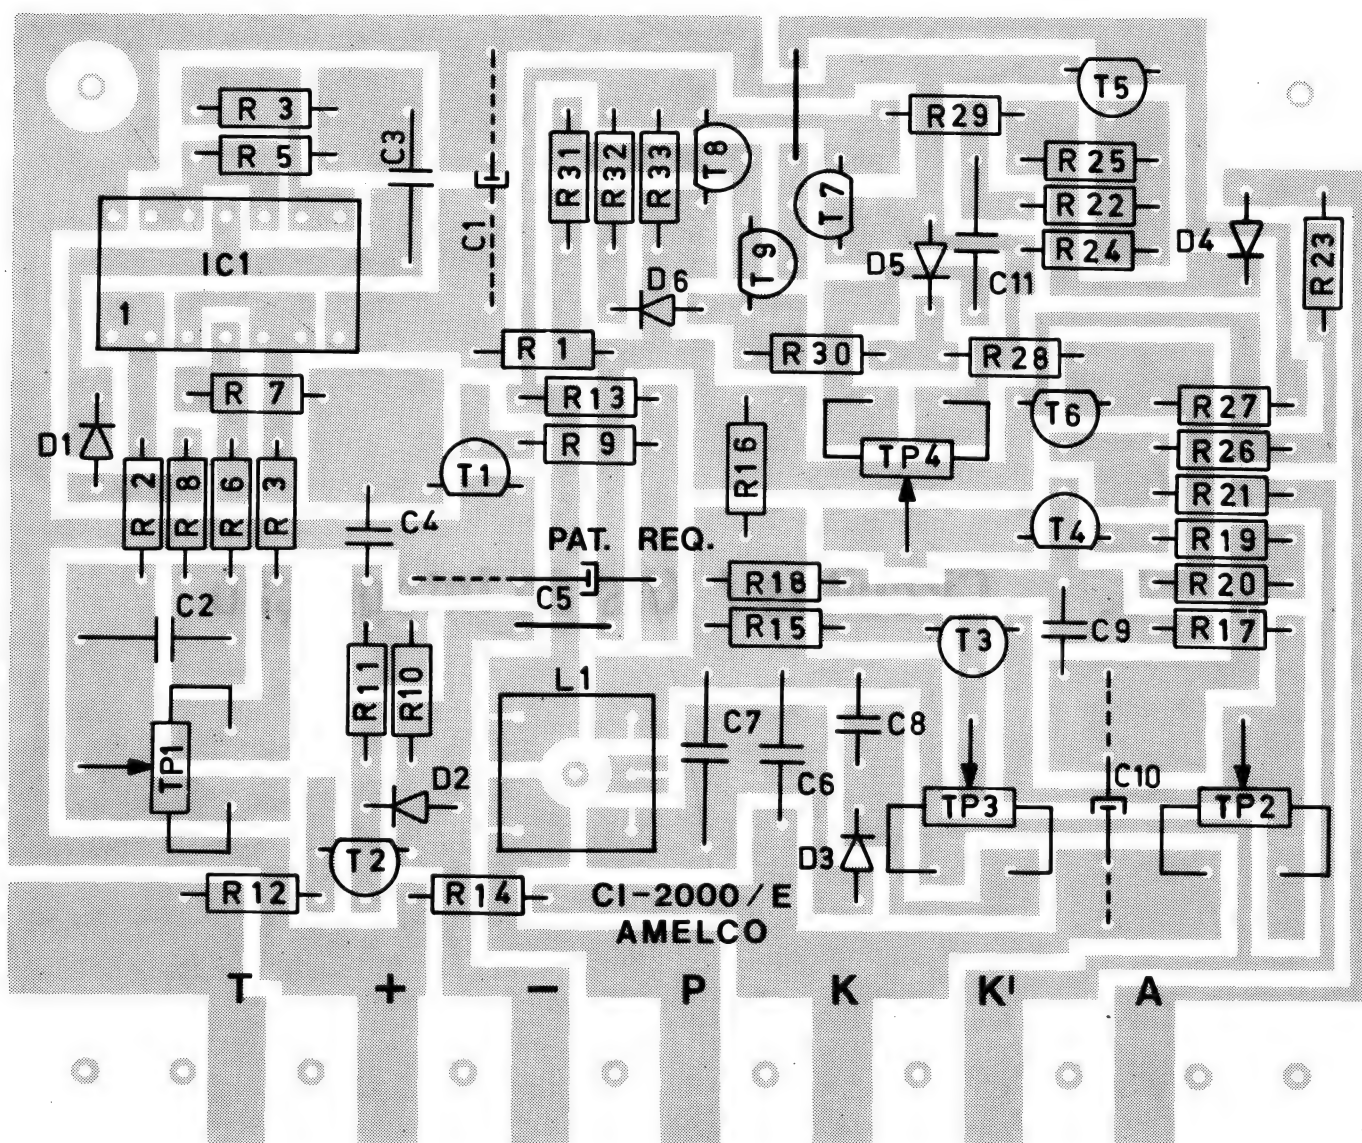 T5
R 3
R29
C3
R 5
R31
R32
R33
T8
R25
T7
R22
C1
D4
R23
R24
IC1
T9
D5
D6
C11
1
R 1
R30
R28
R 7
R13
R27
T6
D1
R 9
R26
T1
R16
TP4
R 2
R 8
R 6
R 3
R21
C4
T4
PAT. REQ.
R19
R18
R20
C5
C2
R15
T3
C9
R17
L1
R11
R10
C7
C8
TP1
D2
C6
C10
TP3
TP2
D3
T2
R12
R14
CI-2000/E
AMELCO
T + – P K K' A